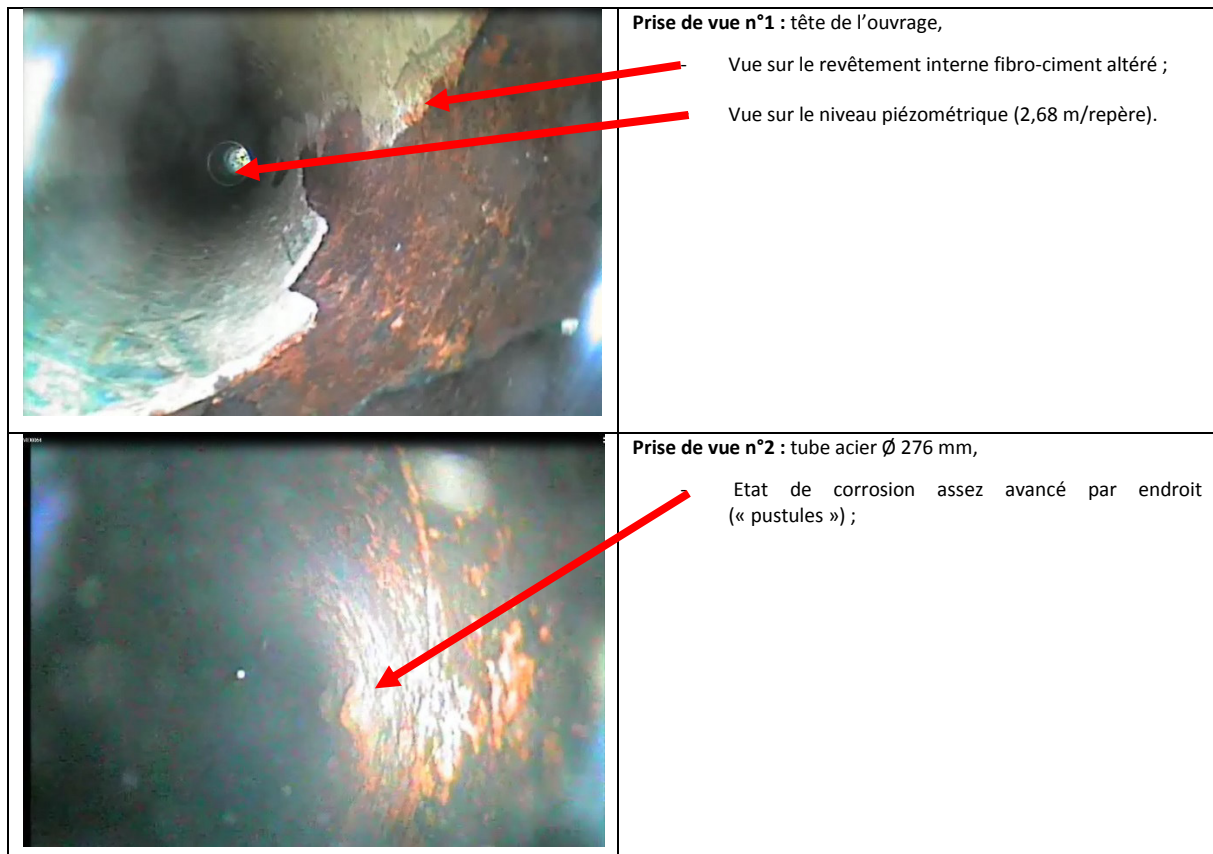 Prise de vue n°1 : tête de l’ouvrage,
- Vue sur le revêtement interne fibro-ciment altéré ;
Vue sur le niveau piézométrique (2,68 m/repère).
Prise de vue n°2 : tube acier Ø 276 mm,
- Etat de corrosion assez avancé par endroit
(« pustules ») ;